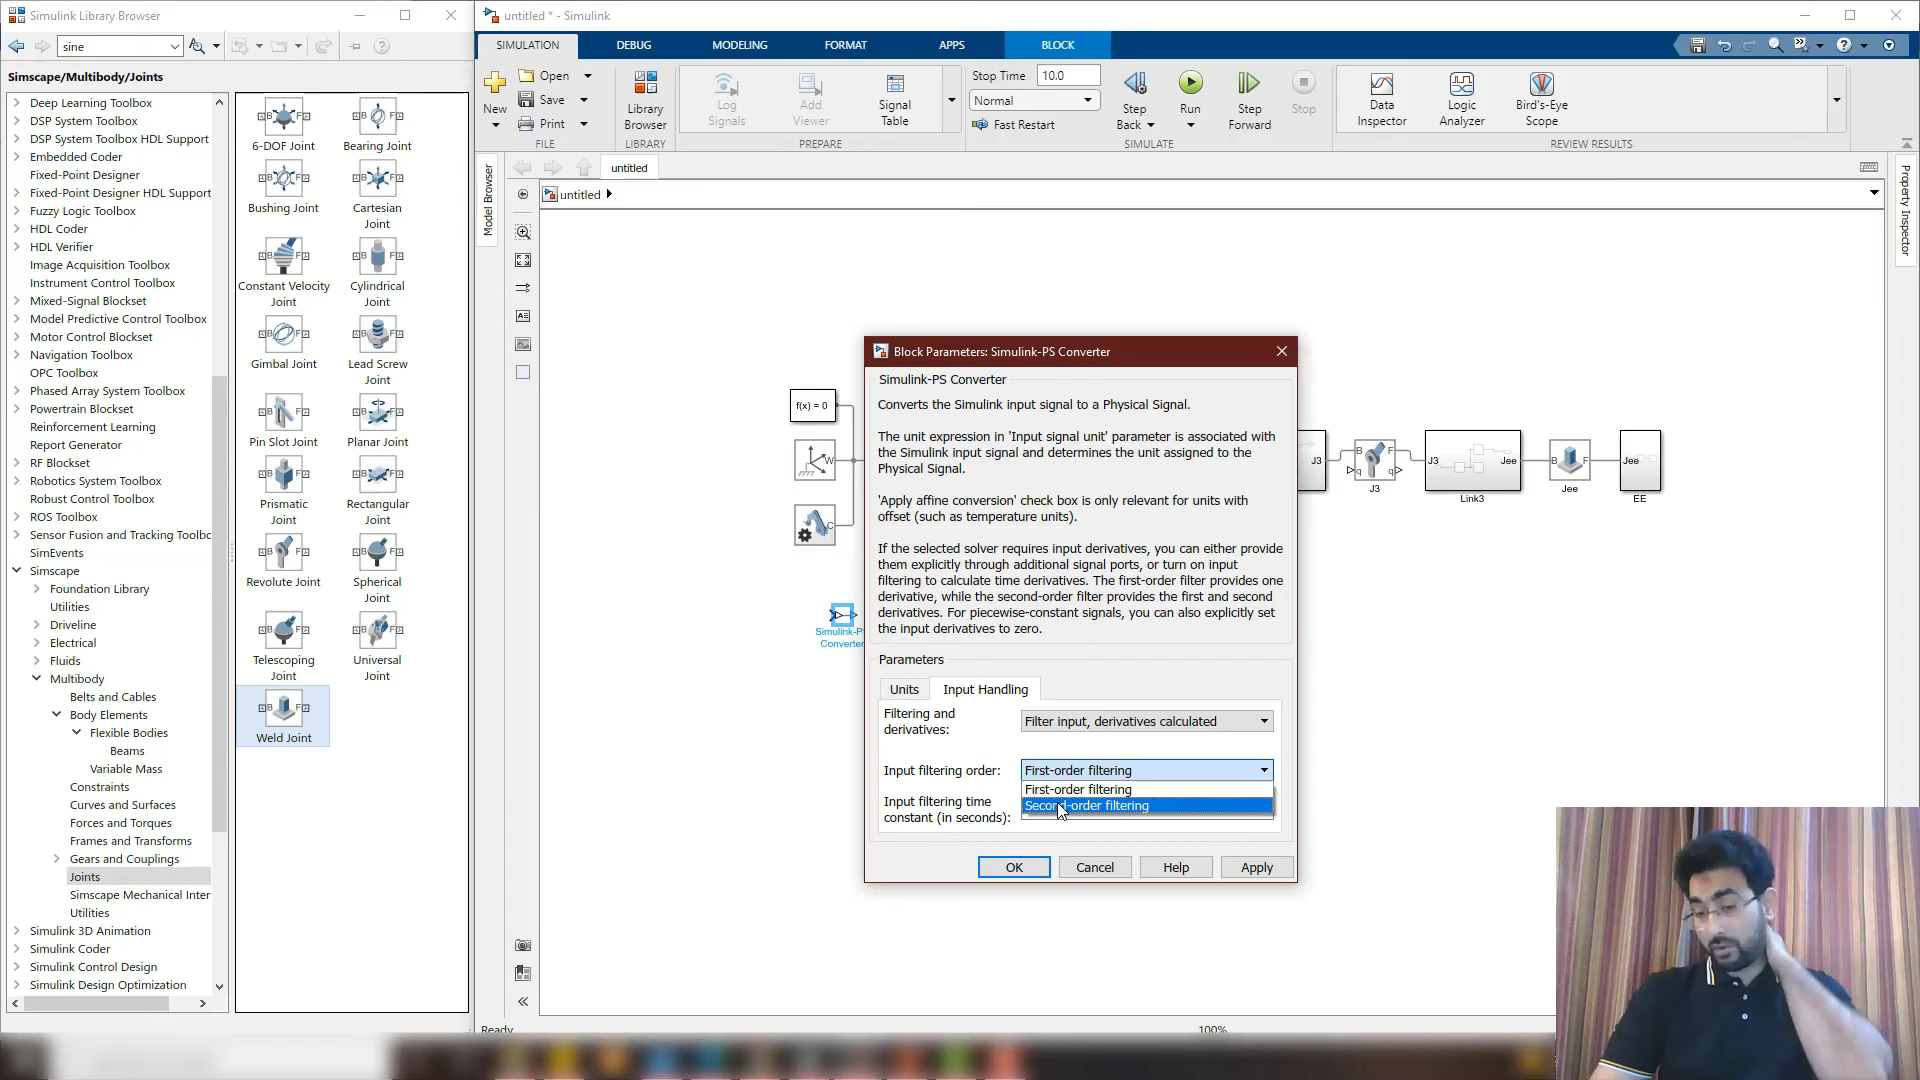 Simulink Library Browser
sine
Simscape/Multibody/Joints
Deep Learning Toolbox
DSP System Toolbox
DSP System Toolbox HDL Support
Embedded Coder
Fixed-Point Designer
Fixed-Point Designer HDL Support
Fuzzy Logic Toolbox
HDL Coder
HDL Verifier
Image Acquisition Toolbox
Instrument Control Toolbox
Mixed-Signal Blockset
Model Predictive Control Toolbox
Motor Control Blockset
Navigation Toolbox
OPC Toolbox
Phased Array System Toolbox
Powertrain Blockset
Reinforcement Learning
Report Generator
RF Blockset
Robotics System Toolbox
Robust Control Toolbox
ROS Toolbox
Sensor Fusion and Tracking Toolbo
SimEvents
Simscape
Foundation Library
Utilities
Driveline
Electrical
Fluids
Multibody
Belts and Cables
Body Elements
Flexible Bodies
Beams
Variable Mass
Constraints
Curves and Surfaces
Forces and Torques
Frames and Transforms
Gears and Couplings
Joints
Simscape Mechanical Inter
Utilities
Simulink 3D Animation
Simulink Coder
Simulink Control Design
Simulink Design Optimization
6-DOF Joint
Bearing Joint
Bushing Joint
Cartesian
Joint
Constant Velocity
Joint
Cylindrical
Joint
Gimbal Joint
Lead Screw
Joint
Pin Slot Joint
Planar Joint
Prismatic
Joint
Rectangular
Joint
Revolute Joint
Spherical
Joint
Telescoping
Joint
Universal
Joint
Weld Joint
untitled * - Simulink
SIMULATION
DEBUG
MODELING
FORMAT
APPS
BLOCK
New
Open
Save
Print
FILE
Library
Browser
LIBRARY
Log
Signals
Add
Viewer
Signal
Table
PREPARE
Stop Time 10.0
Normal
Fast Restart
Step
Back
Run
Step
Forward
Stop
SIMULATE
Data
Inspector
Logic
Analyzer
Bird's-Eye
Scope
REVIEW RESULTS
Model Browser
untitled
untitled
Property Inspector
f(x) = 0
W
C
Simulink-P
Converter
J3
B F
q q
J3
J3 Jee
Link3
B F
Jee
Jee
EE
Block Parameters: Simulink-PS Converter
Simulink-PS Converter
Converts the Simulink input signal to a Physical Signal.
The unit expression in 'Input signal unit' parameter is associated with
the Simulink input signal and determines the unit assigned to the
Physical Signal.
'Apply affine conversion' check box is only relevant for units with
offset (such as temperature units).
If the selected solver requires input derivatives, you can either provide
them explicitly through additional signal ports, or turn on input
filtering to calculate time derivatives. The first-order filter provides one
derivative, while the second-order filter provides the first and second
derivatives. For piecewise-constant signals, you can also explicitly set
the input derivatives to zero.
Parameters
Units
Input Handling
Filtering and
derivatives:
Filter input, derivatives calculated
Input filtering order:
First-order filtering
First-order filtering
Second-order filtering
Input filtering time
constant (in seconds):
OK
Cancel
Help
Apply
Ready
100%